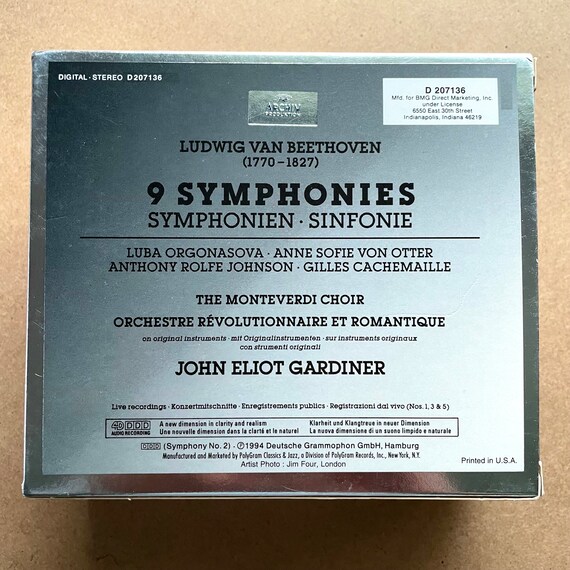 DIGITAL · STEREO D207136
ARCHIV
PRODUKTION
D 207136
Mfd. for BMG Direct Marketing, Inc.
under License
6550 East 30th Street
Indianapolis, Indiana 46219
LUDWIG VAN BEETHOVEN
(1770–1827)
9 SYMPHONIES
SYMPHONIEN · SINFONIE
LUBA ORGONASOVA · ANNE SOFIE VON OTTER
ANTHONY ROLFE JOHNSON · GILLES CACHEMAILLE
THE MONTEVERDI CHOIR
ORCHESTRE RÉVOLUTIONNAIRE ET ROMANTIQUE
on original instruments · mit Originalinstrumenten · sur instruments originaux
con strumenti originali
JOHN ELIOT GARDINER
Live recordings · Konzertmitschnitte · Enregistrements publics · Registrazioni dal vivo (Nos. 1, 3 & 5)
4D DDD
AUDIO RECORDING
A new dimension in clarity and realism
Une nouvelle dimension dans la clarté et le naturel
Klarheit und Klangtreue in neuer Dimension
La nuova dimensione di un suono limpido e naturale
DDD (Symphony No. 2) · ℗ 1994 Deutsche Grammophon GmbH, Hamburg
Manufactured and Marketed by PolyGram Classics & Jazz, a Division of PolyGram Records, Inc., New York, N.Y.
Artist Photo : Jim Four, London
Printed in U.S.A.